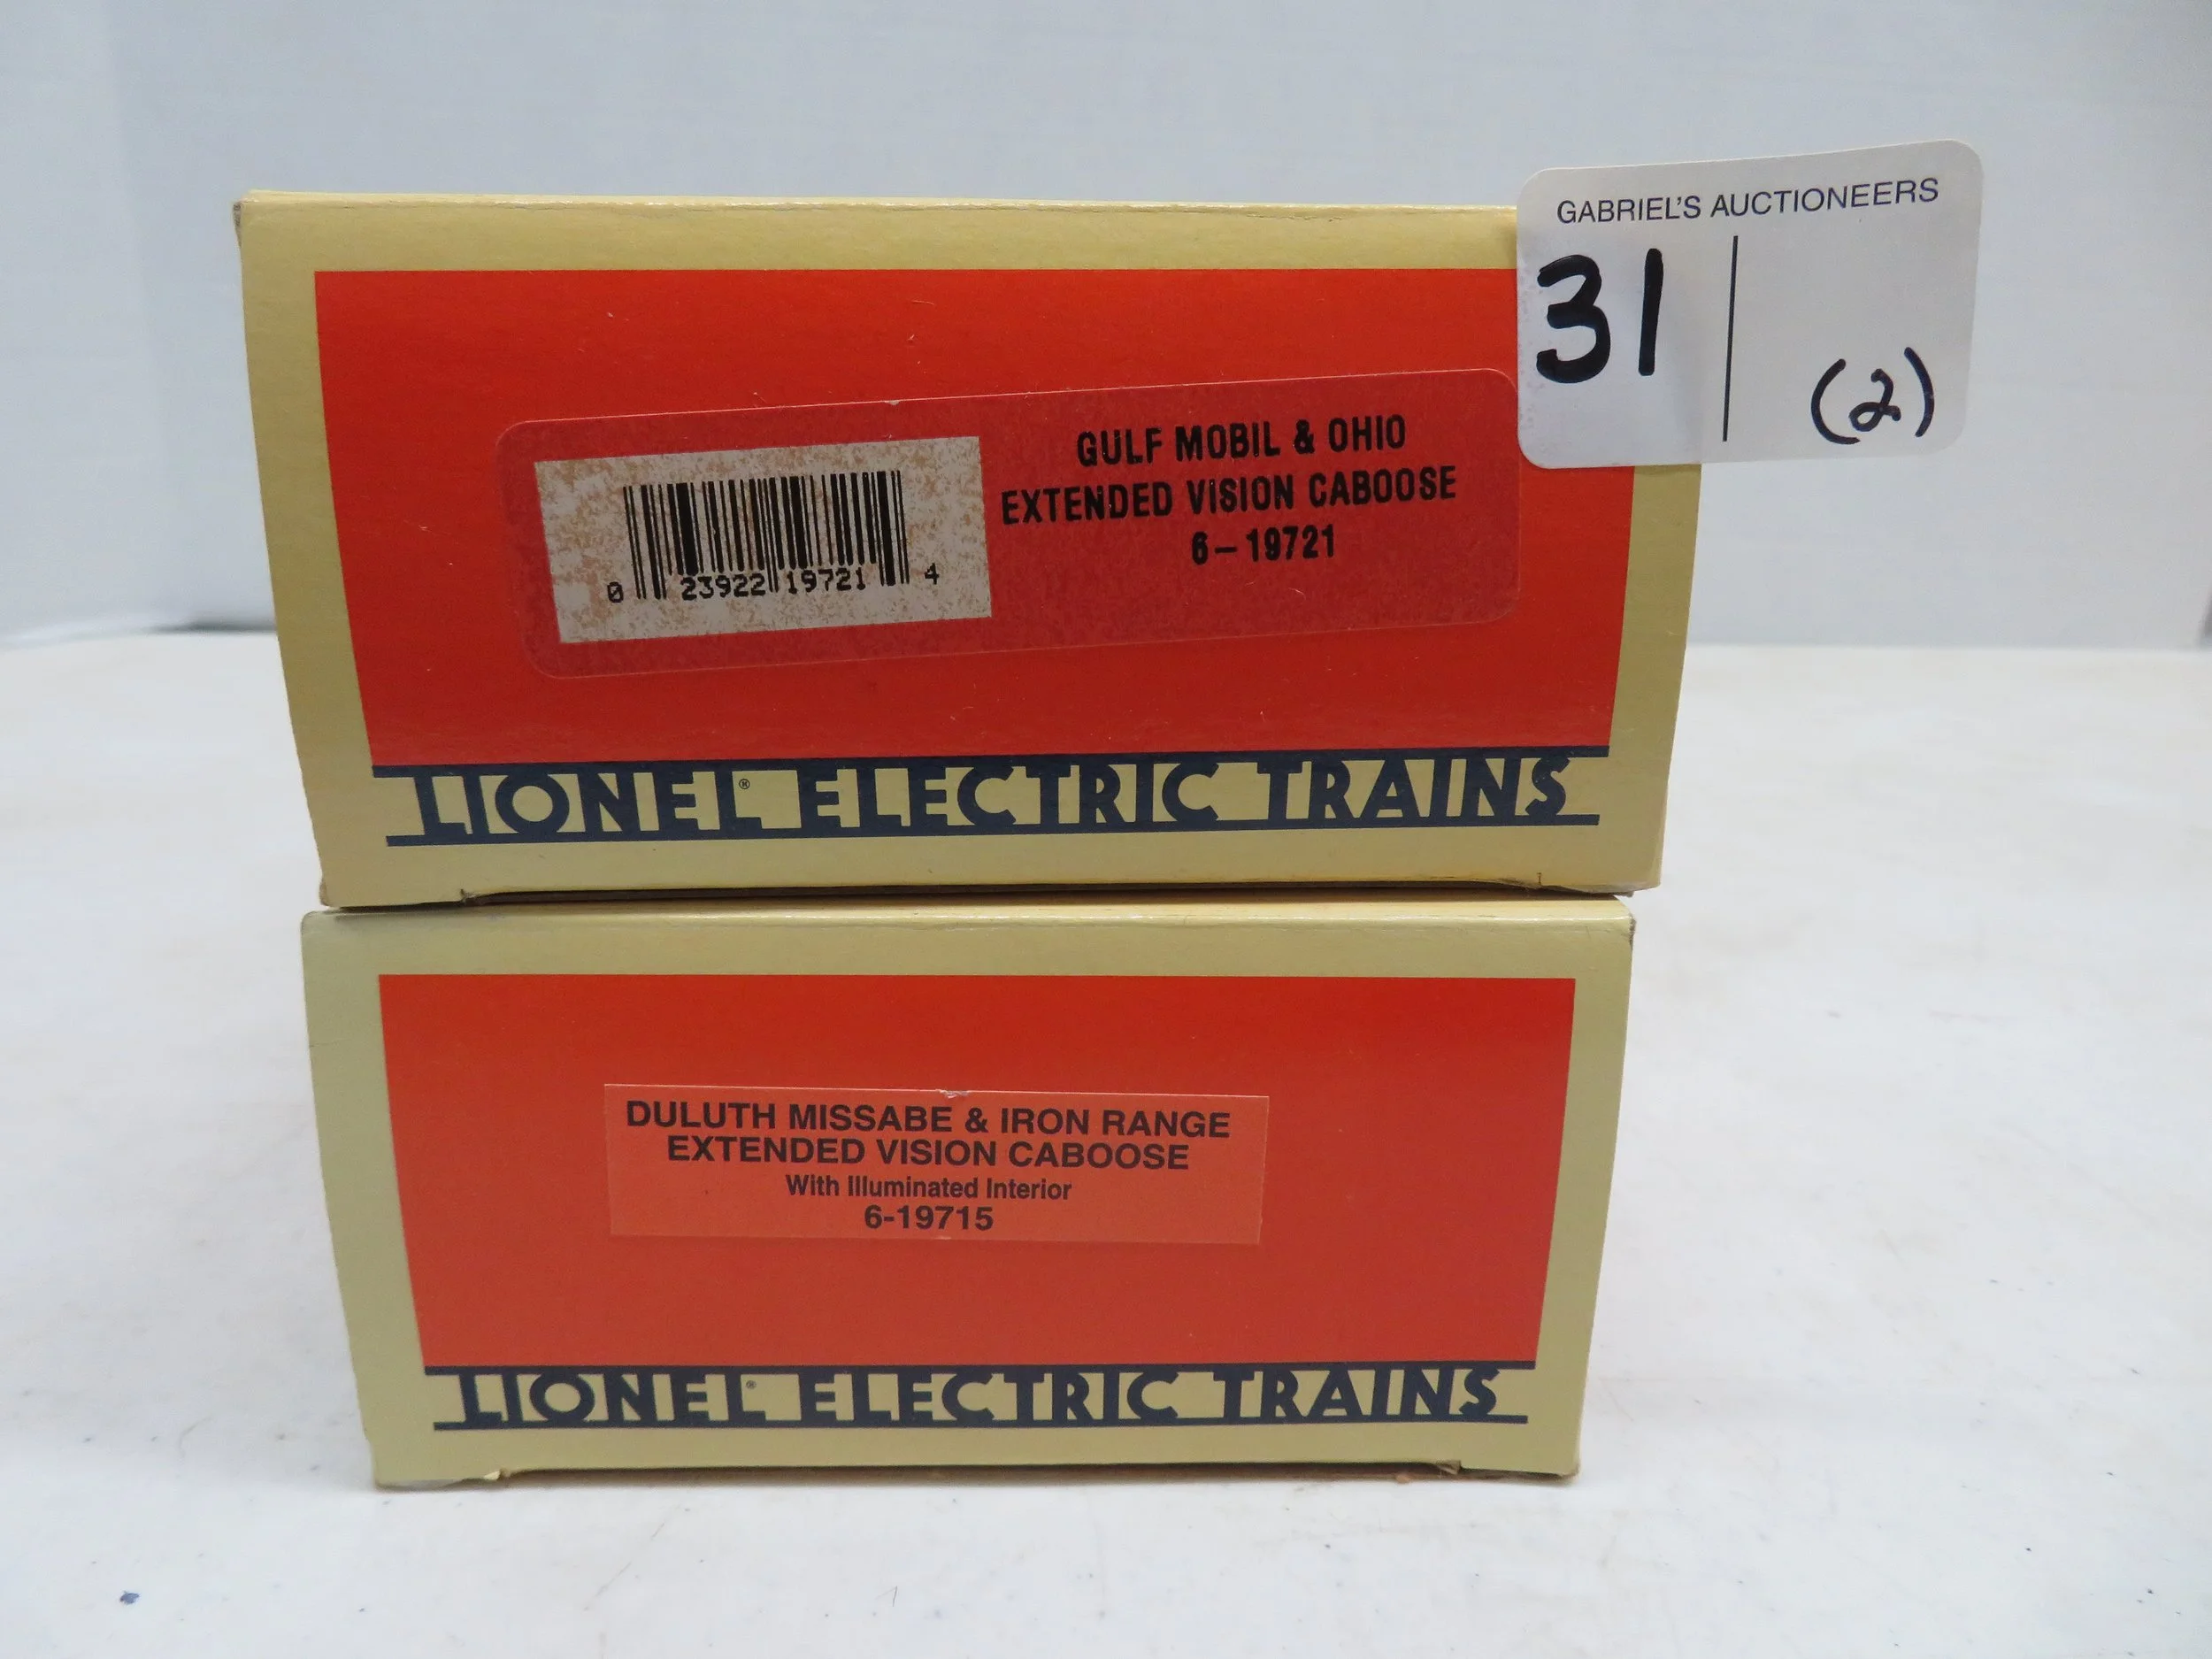 GABRIEL'S AUCTIONEERS
31
(2)
GULF MOBIL & OHIO
EXTENDED VISION CABOOSE
6-19721
0 23922 19721 4
LIONEL® ELECTRIC TRAINS
DULUTH MISSABE & IRON RANGE
EXTENDED VISION CABOOSE
With Illuminated Interior
6-19715
LIONEL® ELECTRIC TRAINS